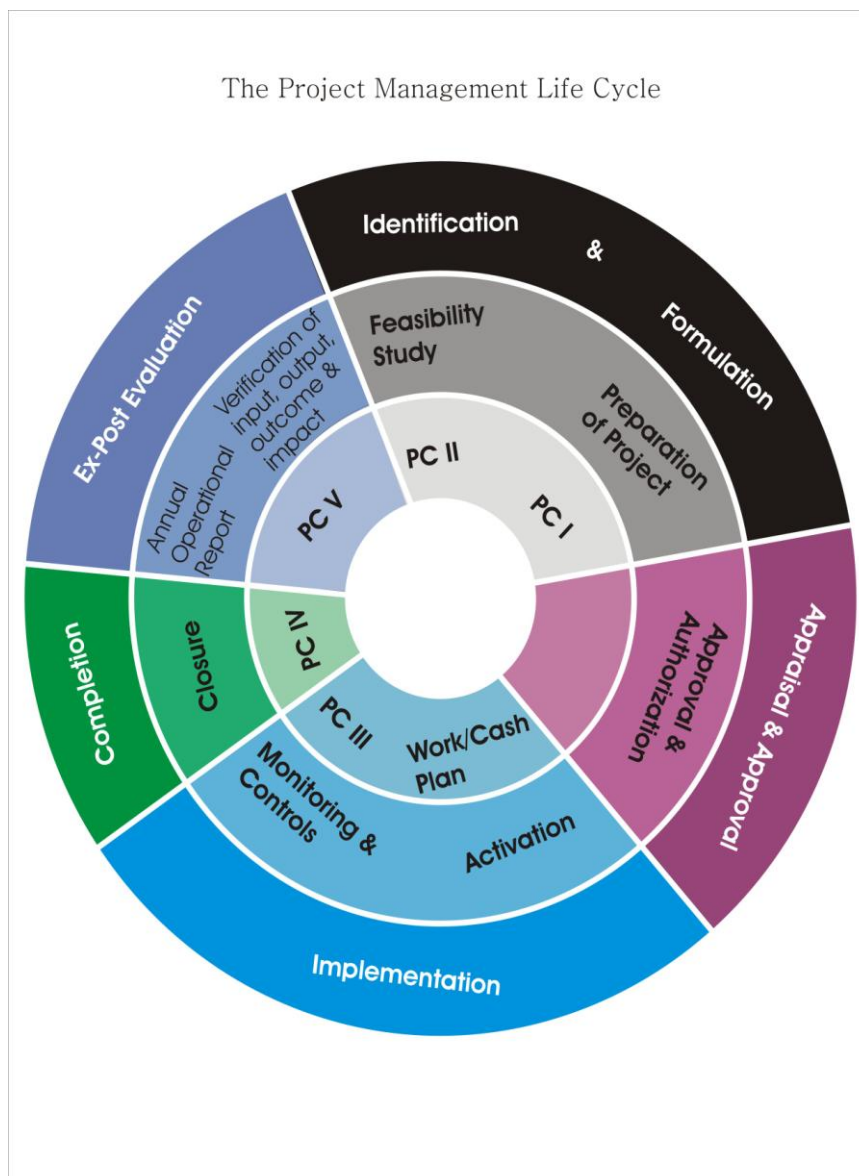 The Project Management Life Cycle
Identification & Formulation
Feasibility
Study
Preparation
of Project
PC II
PC I
Appraisal & Approval
Approval &
Authorization
Implementation
Activation
Monitoring &
Controls
Work/Cash
Plan
PC III
Completion
Closure
PC IV
Ex-Post Evaluation
Verification of
input, output,
outcome &
impact
Annual
Operational
Report
PC V